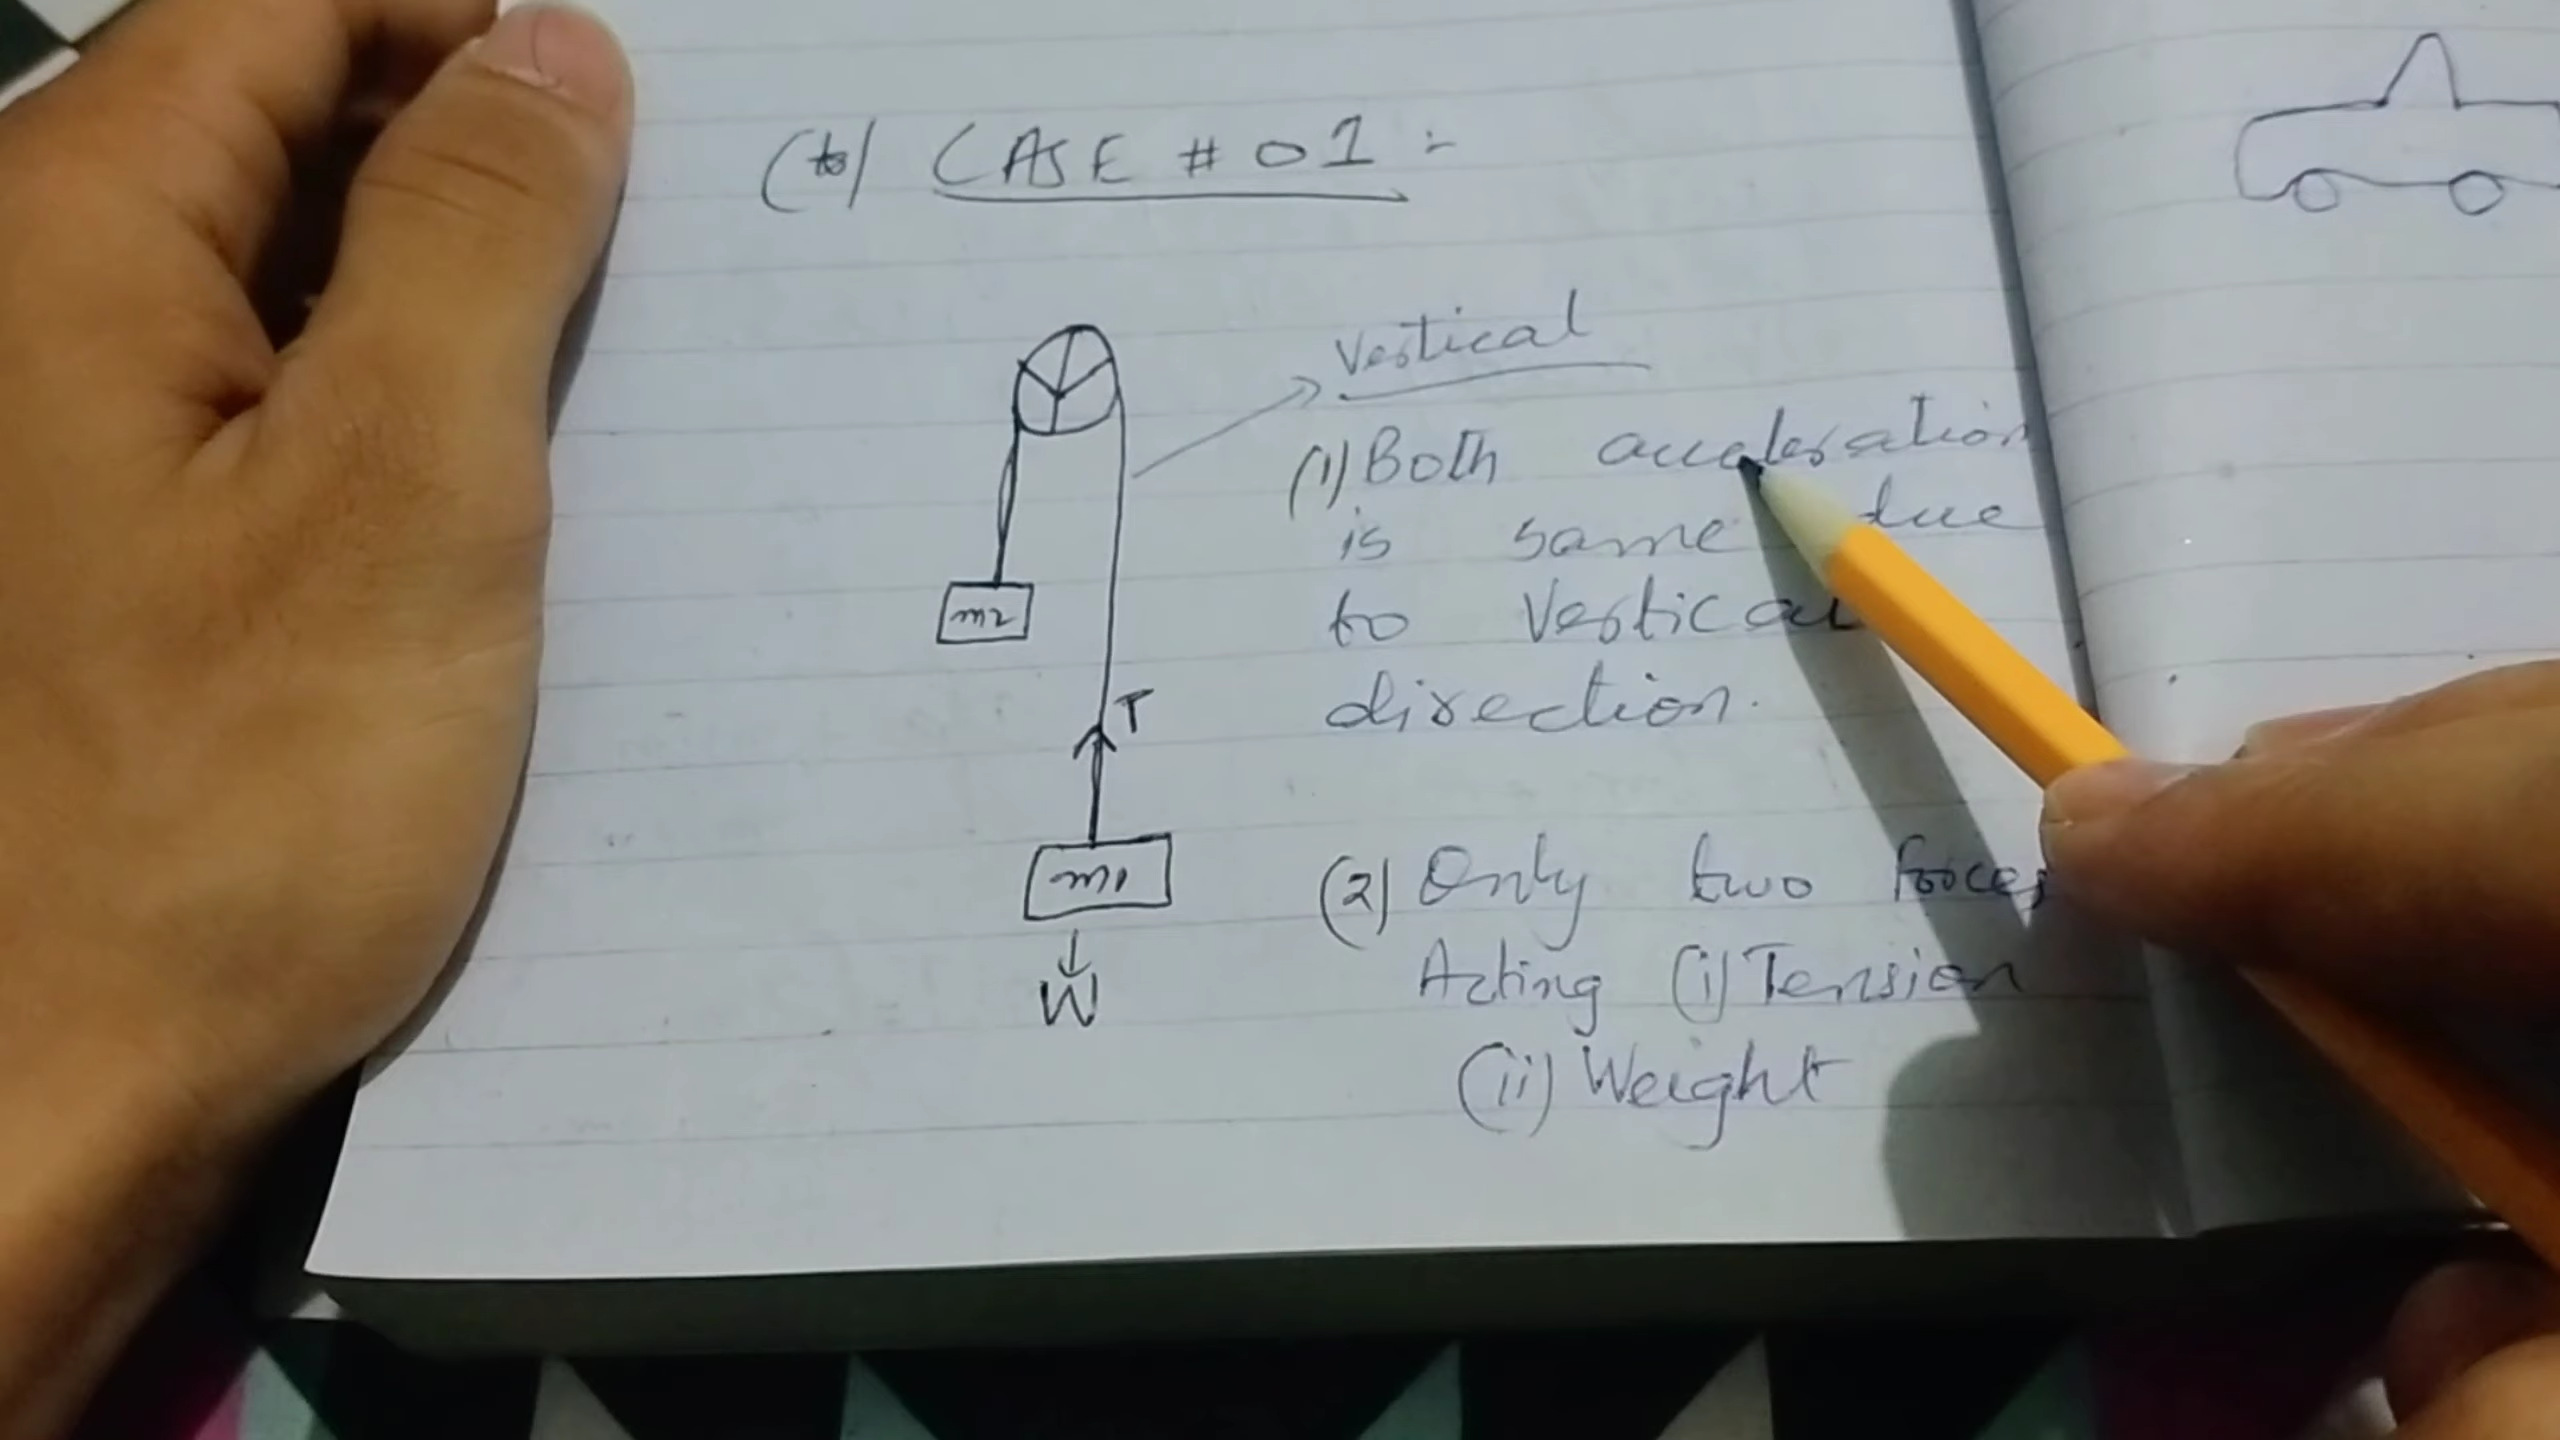 CASE # 01 :-
Vertical
(1) Both acceleration
is same due
to Vertical
direction.
m2
T
m1
W
(2) Only two forces
Acting (i) Tension
(ii) Weight